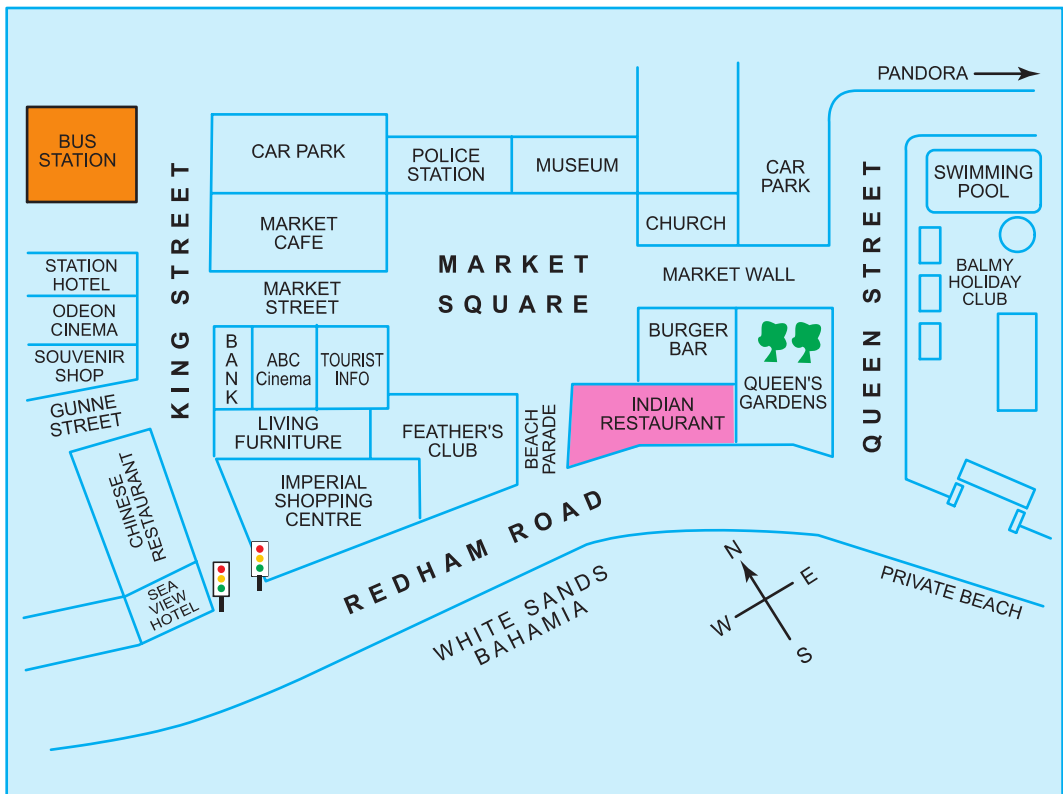 PANDORA
BUS
STATION
CAR PARK
POLICE
STATION
MUSEUM
CAR
PARK
SWIMMING
POOL
KING STREET
MARKET
CAFE
CHURCH
QUEEN STREET
STATION
HOTEL
MARKET
SQUARE
MARKET WALL
BALMY
HOLIDAY
CLUB
ODEON
CINEMA
MARKET
STREET
SOUVENIR
SHOP
BANK
ABC
Cinema
TOURIST
INFO
BURGER
BAR
QUEEN'S
GARDENS
GUNNE
STREET
LIVING
FURNITURE
FEATHER'S
CLUB
BEACH
PARADE
INDIAN
RESTAURANT
CHINESE
RESTAURANT
IMPERIAL
SHOPPING
CENTRE
REDHAM ROAD
SEA
VIEW
HOTEL
WHITE SANDS
BAHAMIA
N
E
W
S
PRIVATE BEACH